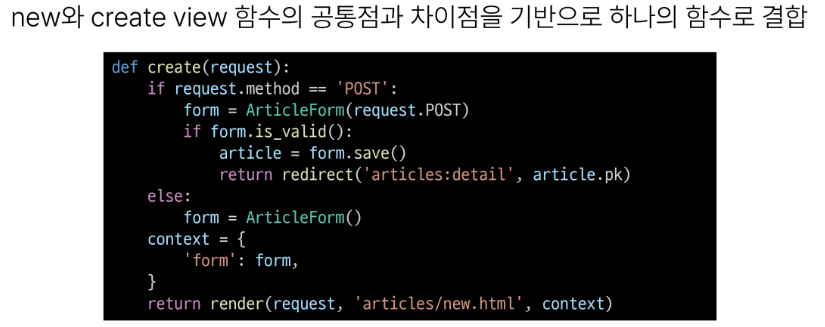 new와 create view 함수의 공통점과 차이점을 기반으로 하나의 함수로 결합
def create(request):
    if request.method == 'POST':
        form = ArticleForm(request.POST)
        if form.is_valid():
            article = form.save()
            return redirect('articles:detail', article.pk)
    else:
        form = ArticleForm()
    context = {
        'form': form,
    }
    return render(request, 'articles/new.html', context)